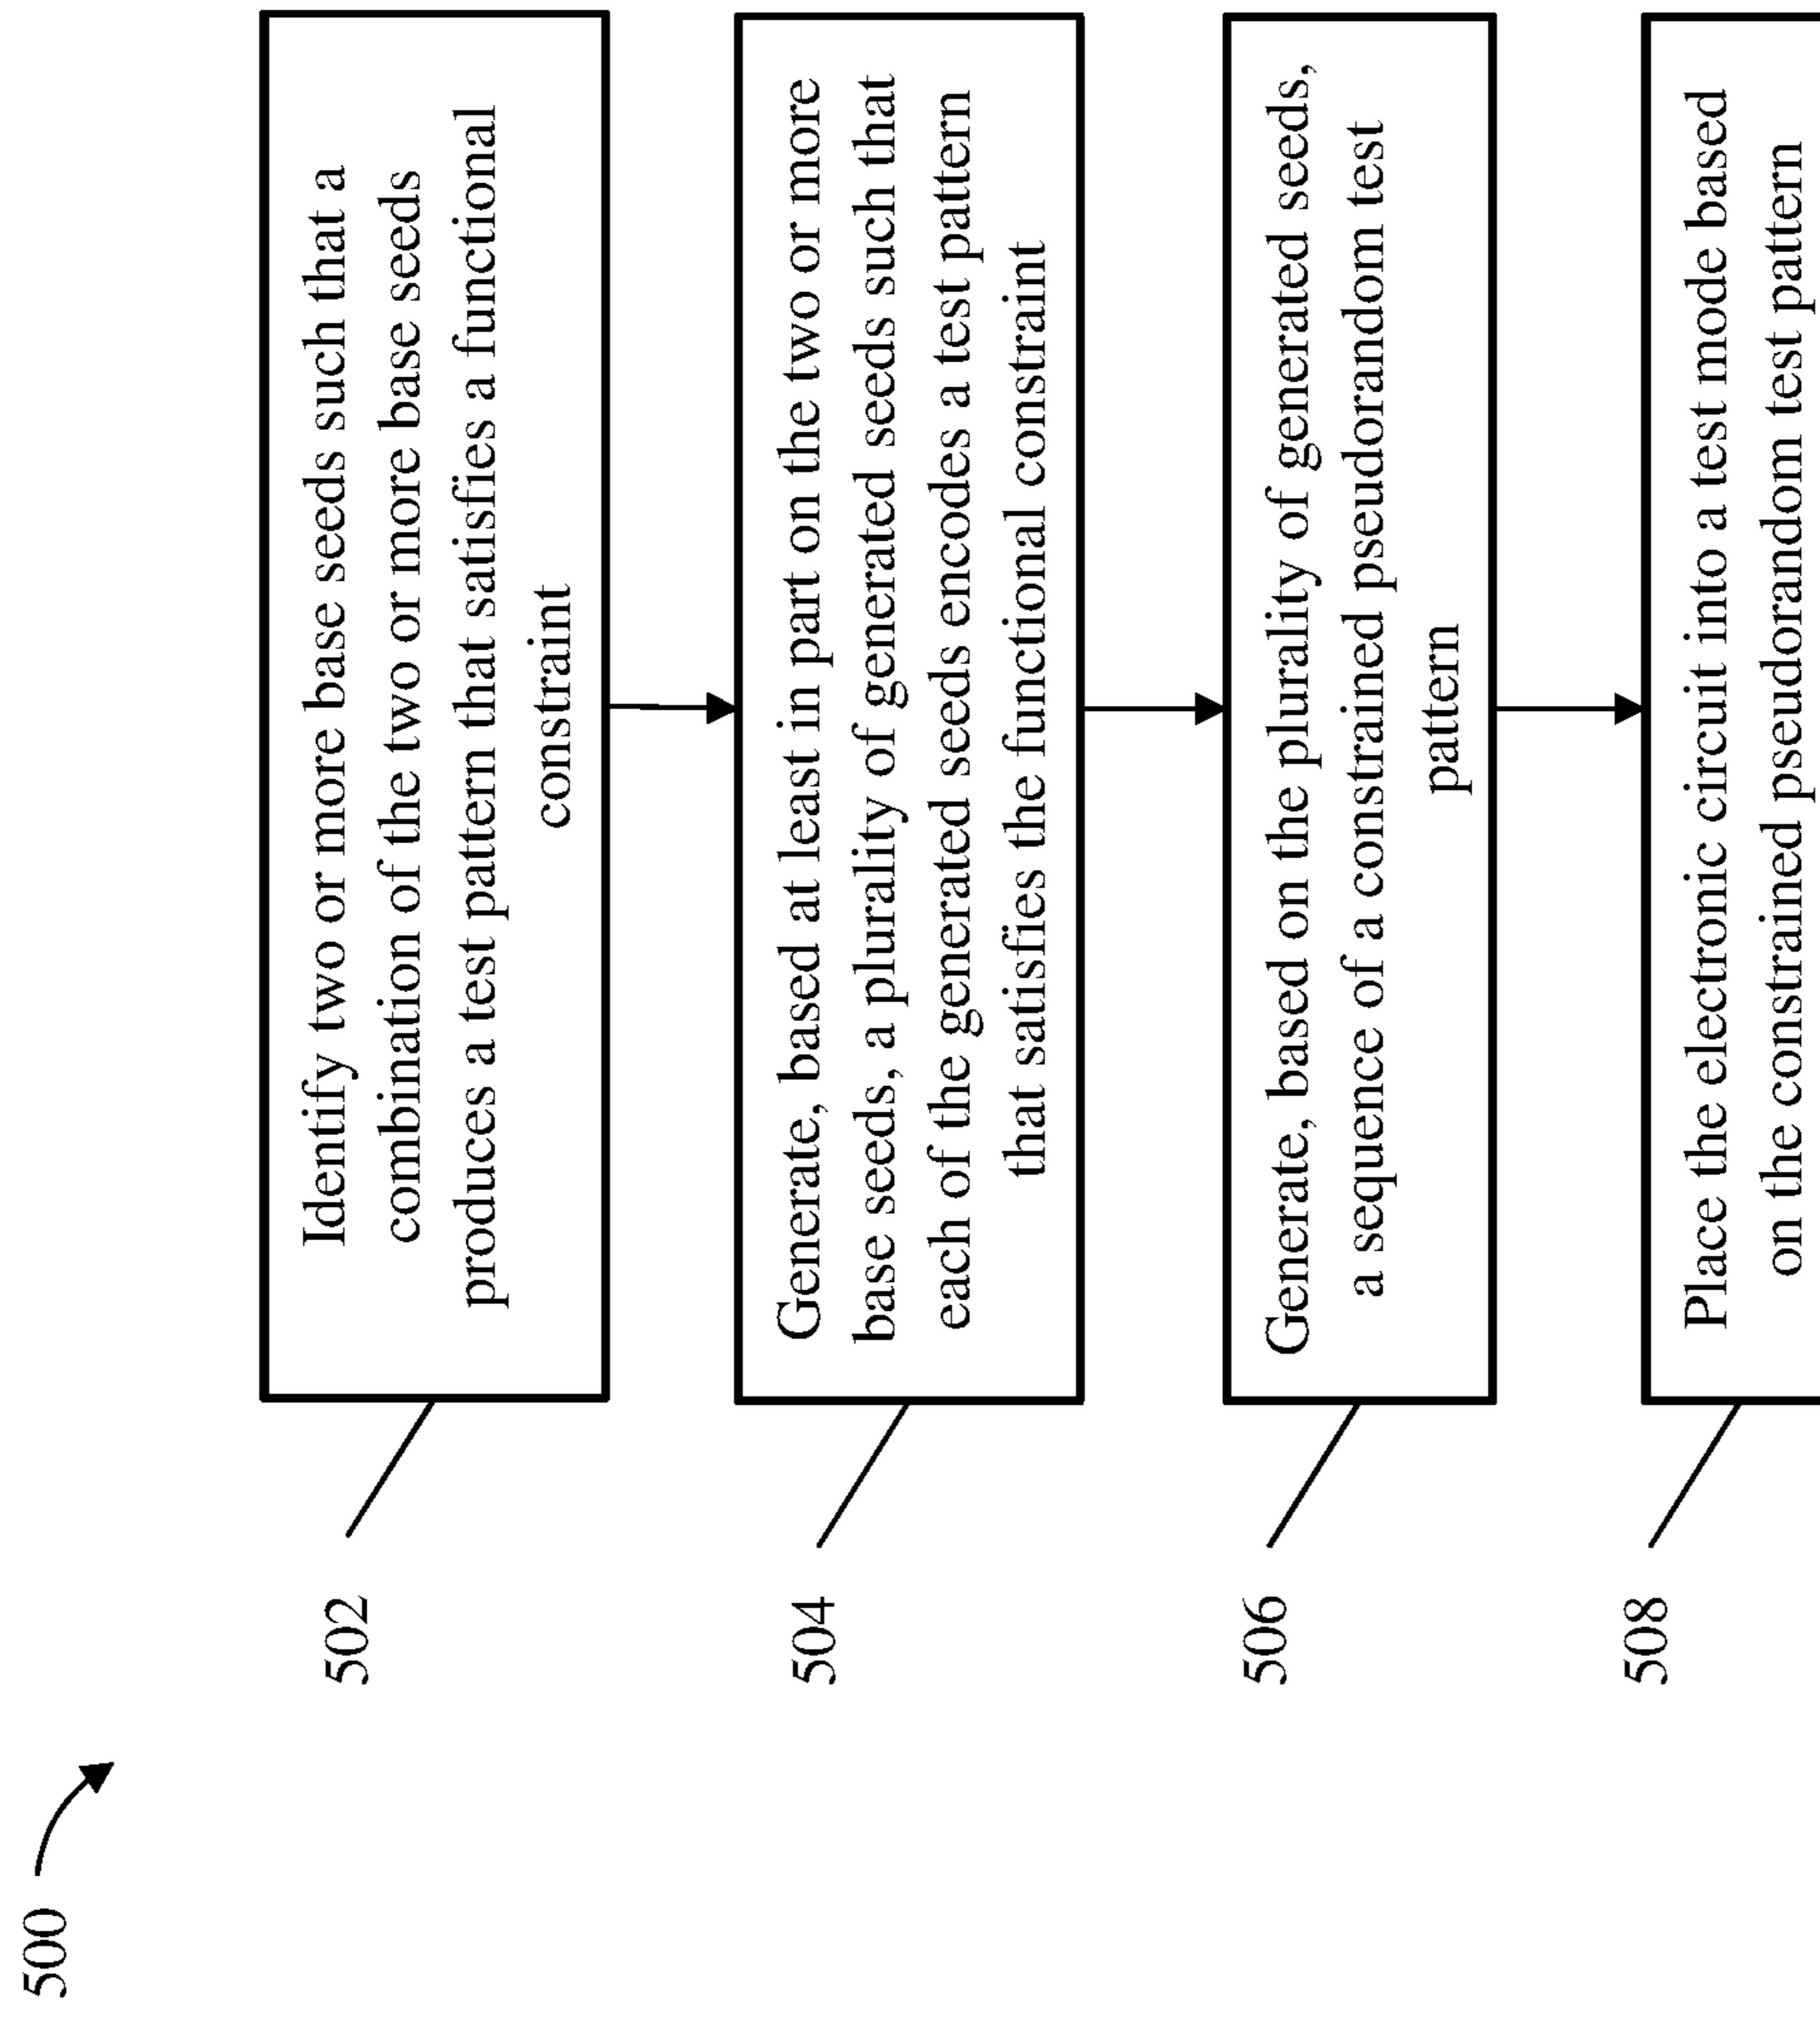 500
502
Identify two or more base seeds such that a
combination of the two or more base seeds
produces a test pattern that satisfies a functional
constraint
504
Generate, based at least in part on the two or more
base seeds, a plurality of generated seeds such that
each of the generated seeds encodes a test pattern
that satisfies the functional constraint
506
Generate, based on the plurality of generated seeds,
a sequence of a constrained pseudorandom test
pattern
508
Place the electronic circuit into a test mode based
on the constrained pseudorandom test pattern